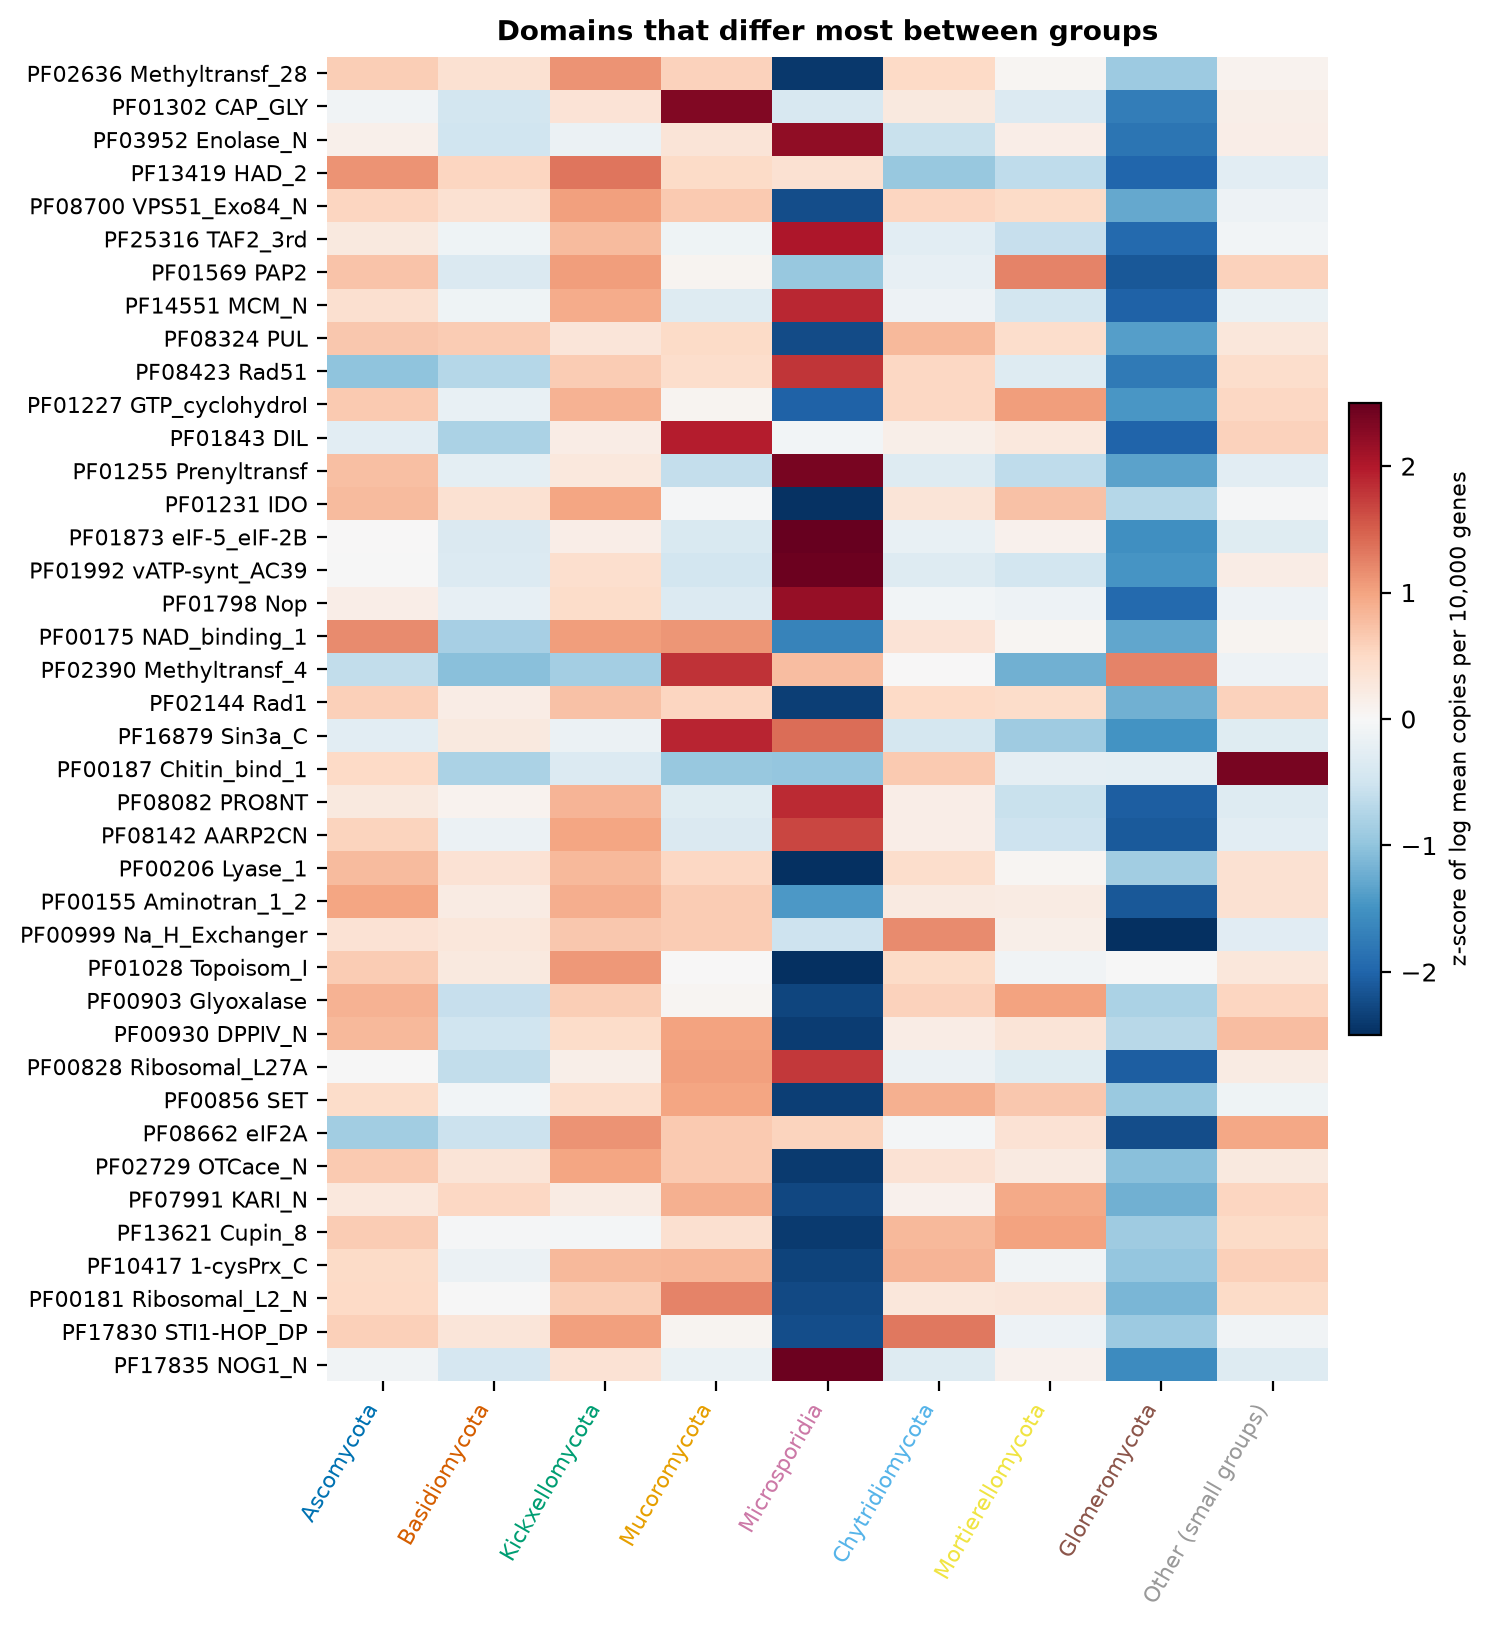 Domains that differ most between groups
PF02636 Methyltransf_28
PF01302 CAP_GLY
PF03952 Enolase_N
PF13419 HAD_2
PF08700 VPS51_Exo84_N
PF25316 TAF2_3rd
PF01569 PAP2
PF14551 MCM_N
PF08324 PUL
PF08423 Rad51
PF01227 GTP_cyclohydroI
PF01843 DIL
PF01255 Prenyltransf
PF01231 IDO
PF01873 eIF-5_eIF-2B
PF01992 vATP-synt_AC39
PF01798 Nop
PF00175 NAD_binding_1
PF02390 Methyltransf_4
PF02144 Rad1
PF16879 Sin3a_C
PF00187 Chitin_bind_1
PF08082 PRO8NT
PF08142 AARP2CN
PF00206 Lyase_1
PF00155 Aminotran_1_2
PF00999 Na_H_Exchanger
PF01028 Topoisom_I
PF00903 Glyoxalase
PF00930 DPPIV_N
PF00828 Ribosomal_L27A
PF00856 SET
PF08662 eIF2A
PF02729 OTCace_N
PF07991 KARI_N
PF13621 Cupin_8
PF10417 1-cysPrx_C
PF00181 Ribosomal_L2_N
PF17830 STI1-HOP_DP
PF17835 NOG1_N
Ascomycota
Basidiomycota
Kickxellomycota
Mucoromycota
Microsporidia
Chytridiomycota
Mortierellomycota
Glomeromycota
Other (small groups)
2
1
0
−1
−2
z-score of log mean copies per 10,000 genes